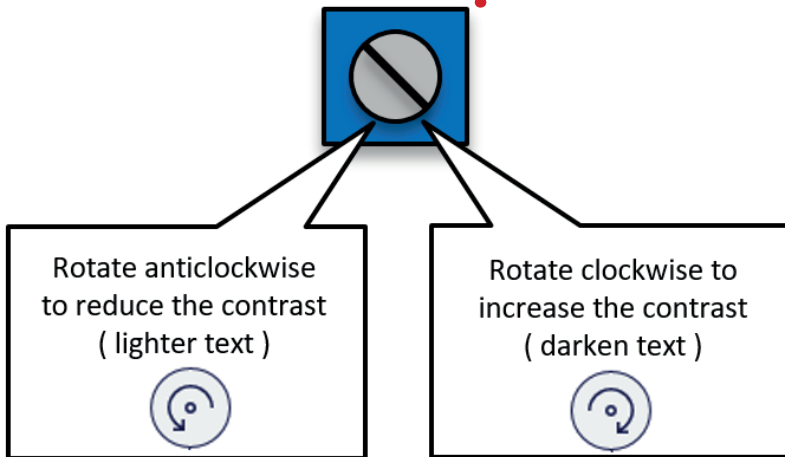 Rotate anticlockwise
to reduce the contrast
( lighter text )
Rotate clockwise to
increase the contrast
( darken text )